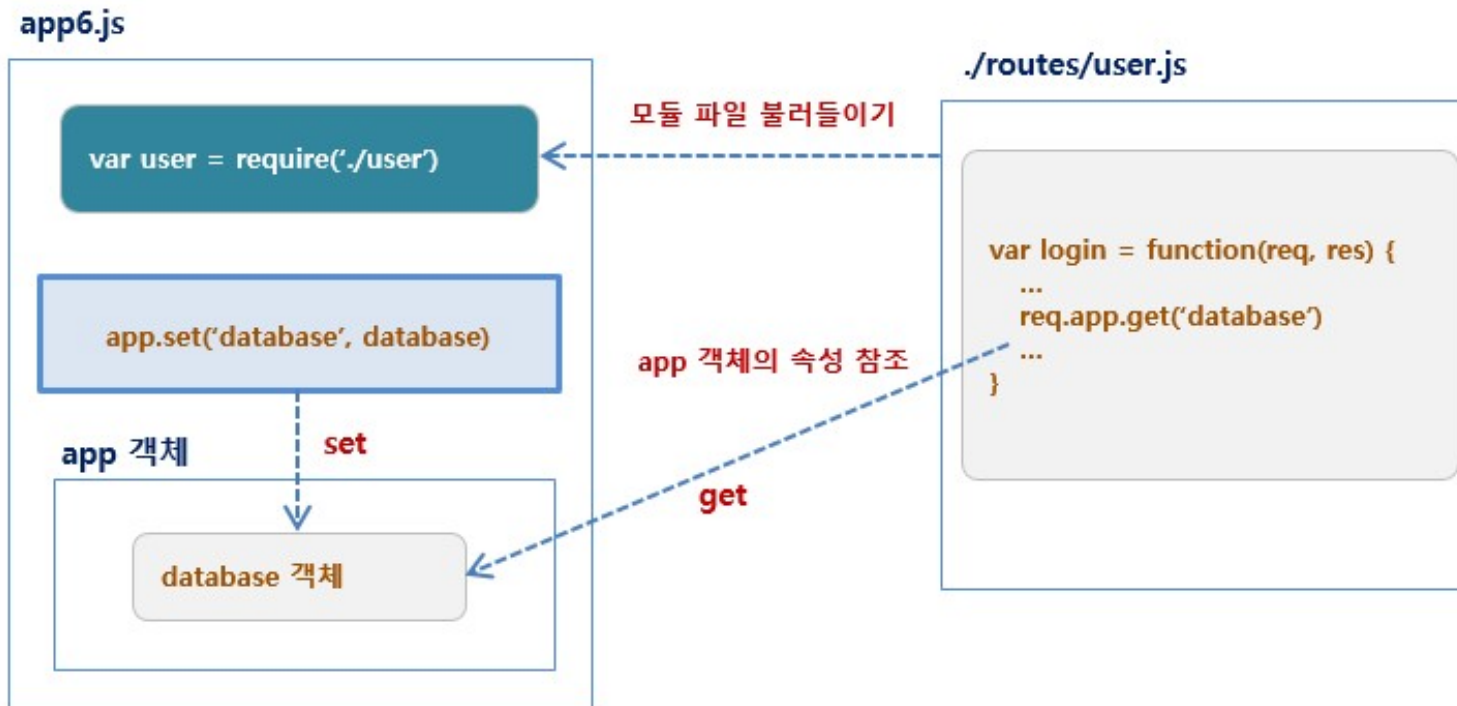 app6.js
var user = require(‘./user’)
app.set(‘database’, database)
set
app 객체
database 객체
모듈 파일 불러들이기
app 객체의 속성 참조
get
./routes/user.js
var login = function(req, res) {
...
req.app.get(‘database’)
...
}